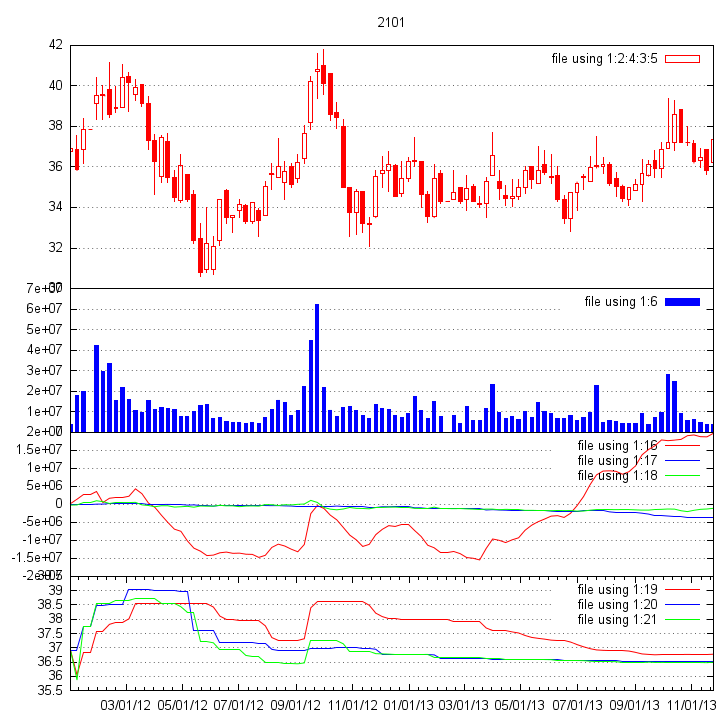 2101
42
file using 1:2:4:3:5
40
38
36
34
32
file using 1:6
6e+07
5e+07
4e+07
3e+07
2e+07
1e+07
file using 1:16
1.5e+07
file using 1:17
1e+07
file using 1:18
5e+06
0
-5e+06
-1e+07
-1.5e+07
39
file using 1:19
38.5
file using 1:20
38
file using 1:21
37.5
37
36.5
36
35.5
03/01/12 05/01/12 07/01/12 09/01/12 11/01/12 01/01/13 03/01/13 05/01/13 07/01/13 09/01/13 11/01/13